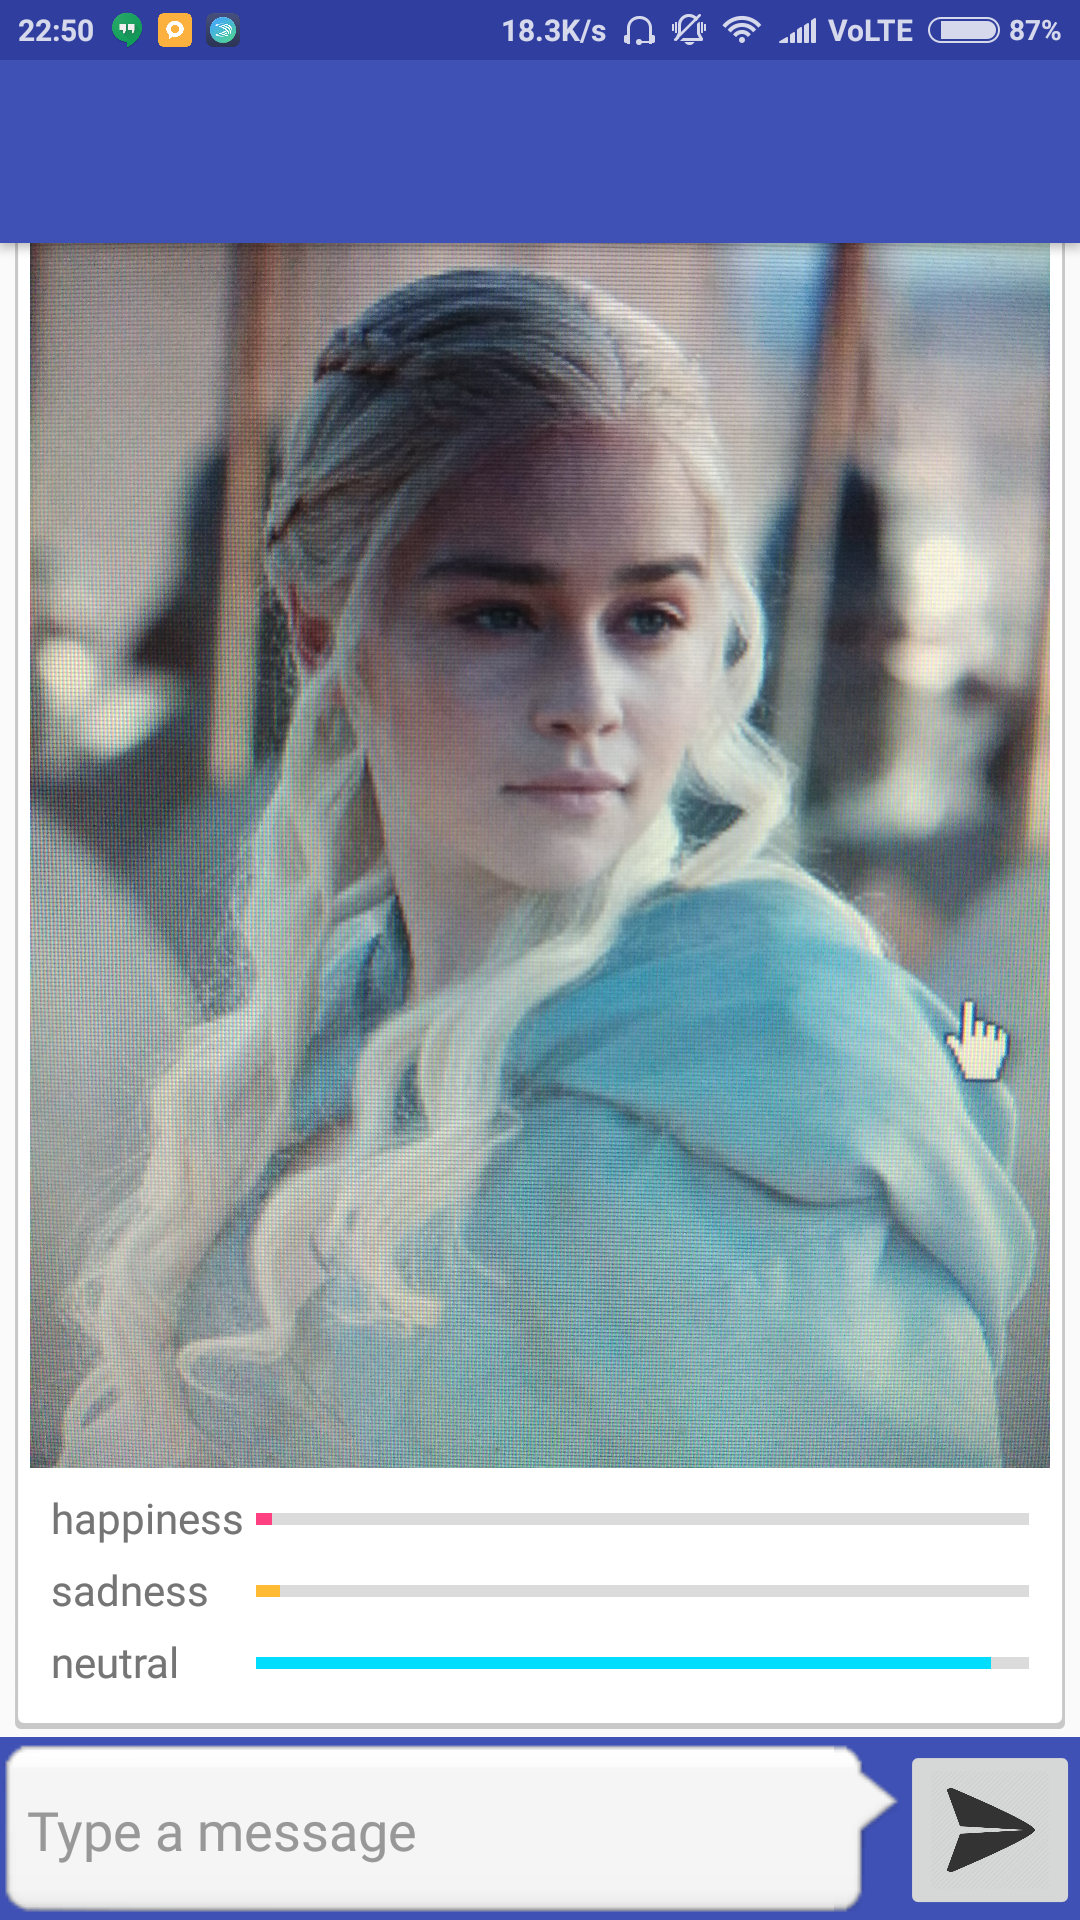 22:50 18.3K/s VoLTE 87%
happiness
sadness
neutral
Type a message